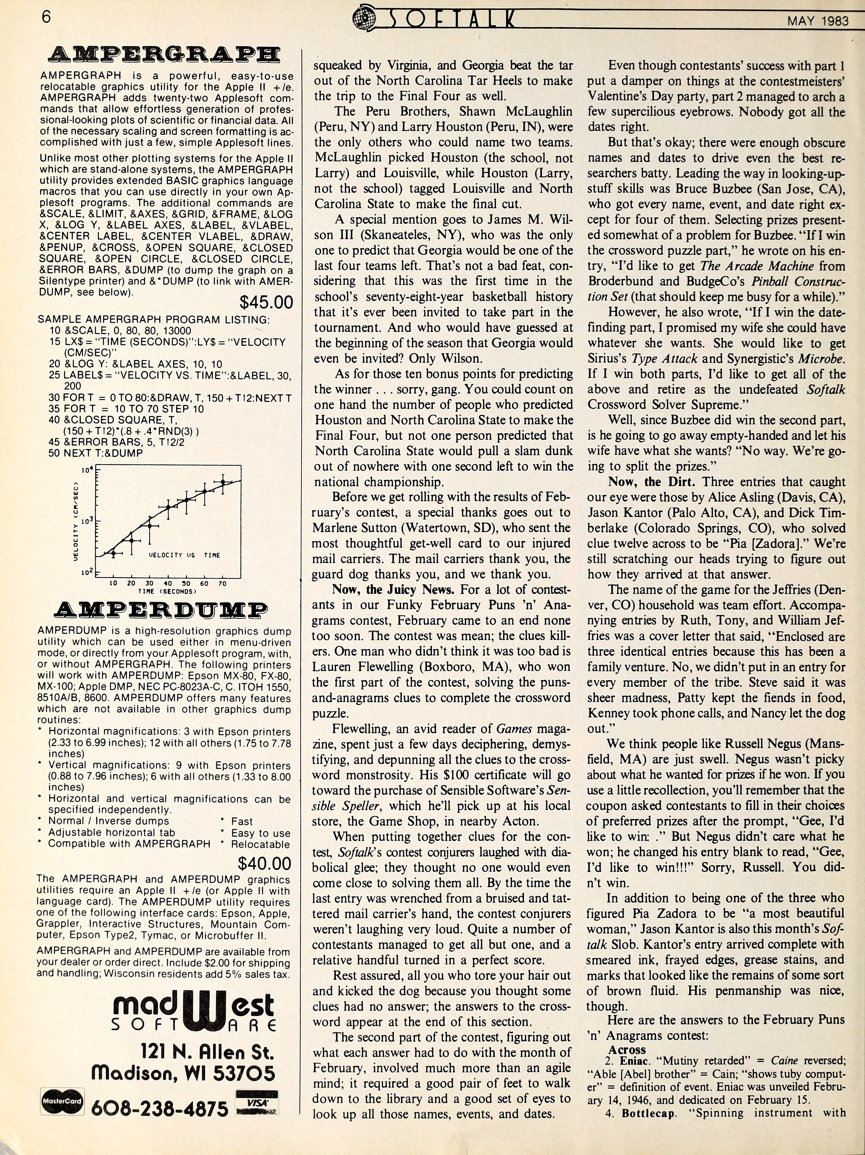 6
SOFTALK
MAY 1983
AMPERGRAPH
AMPERGRAPH is a powerful, easy-to-use
relocatable graphics utility for the Apple II +/e.
AMPERGRAPH adds twenty-two Applesoft com-
mands that allow effortless generation of profes-
sional-looking plots of scientific or financial data. All
of the necessary scaling and screen formatting is ac-
complished with just a few, simple Applesoft lines.
Unlike most other plotting systems for the Apple II
which are stand-alone systems, the AMPERGRAPH
utility provides extended BASIC graphics language
macros that you can use directly in your own Ap-
plesoft programs. The additional commands are
&SCALE, &LIMIT, &AXES, &GRID, &FRAME, &LOG
X, &LOG Y, &LABEL AXES, &LABEL, &VLABEL,
&CENTER LABEL, &CENTER VLABEL, &DRAW,
&PENUP, &CROSS, &OPEN SQUARE, &CLOSED
SQUARE, &OPEN CIRCLE, &CLOSED CIRCLE,
&ERROR BARS, &DUMP (to dump the graph on a
Silentype printer) and &*DUMP (to link with AMER-
DUMP, see below).
$45.00
SAMPLE AMPERGRAPH PROGRAM LISTING:
10 &SCALE, 0, 80, 80, 13000
15 LX$ = "TIME (SECONDS)":LY$ = "VELOCITY
(CM/SEC)"
20 &LOG Y: &LABEL AXES, 10, 10
25 LABEL$ = "VELOCITY VS. TIME":&LABEL, 30,
200
30 FOR T = 0 TO 80:&DRAW, T, 150 + T↑2:NEXT T
35 FOR T = 10 TO 70 STEP 10
40 &CLOSED SQUARE, T,
(150 + T↑2)*(.8 + .4*RND(3) )
45 &ERROR BARS, 5, T↑2/2
50 NEXT T:&DUMP
10⁴
10³
10²
VELOCITY (CM/SEC)
VELOCITY VS TIME
10 20 30 40 50 60 70
TIME (SECONDS)
AMPERDUMP
AMPERDUMP is a high-resolution graphics dump
utility which can be used either in menu-driven
mode, or directly from your Applesoft program, with,
or without AMPERGRAPH. The following printers
will work with AMPERDUMP: Epson MX-80, FX-80,
MX-100; Apple DMP, NEC PC-8023A-C, C. ITOH 1550,
8510A/B, 8600. AMPERDUMP offers many features
which are not available in other graphics dump
routines:
* Horizontal magnifications: 3 with Epson printers
(2.33 to 6.99 inches); 12 with all others (1.75 to 7.78
inches)
* Vertical magnifications: 9 with Epson printers
(0.88 to 7.96 inches); 6 with all others (1.33 to 8.00
inches)
* Horizontal and vertical magnifications can be
specified independently.
* Normal / Inverse dumps * Fast
* Adjustable horizontal tab * Easy to use
* Compatible with AMPERGRAPH * Relocatable
$40.00
The AMPERGRAPH and AMPERDUMP graphics
utilities require an Apple II +/e (or Apple II with
language card). The AMPERDUMP utility requires
one of the following interface cards: Epson, Apple,
Grappler, Interactive Structures, Mountain Com-
puter, Epson Type2, Tymac, or Microbuffer II.
AMPERGRAPH and AMPERDUMP are available from
your dealer or order direct. Include $2.00 for shipping
and handling; Wisconsin residents add 5% sales tax.
madWest
SOFTWARE
121 N. Allen St.
Madison, WI 53705
MasterCard
608-238-4875
VISA
squeaked by Virginia, and Georgia beat the tar
out of the North Carolina Tar Heels to make
the trip to the Final Four as well.
The Peru Brothers, Shawn McLaughlin
(Peru, NY) and Larry Houston (Peru, IN), were
the only others who could name two teams.
McLaughlin picked Houston (the school, not
Larry) and Louisville, while Houston (Larry,
not the school) tagged Louisville and North
Carolina State to make the final cut.
A special mention goes to James M. Wil-
son III (Skaneateles, NY), who was the only
one to predict that Georgia would be one of the
last four teams left. That's not a bad feat, con-
sidering that this was the first time in the
school's seventy-eight-year basketball history
that it's ever been invited to take part in the
tournament. And who would have guessed at
the beginning of the season that Georgia would
even be invited? Only Wilson.
As for those ten bonus points for predicting
the winner . . . sorry, gang. You could count on
one hand the number of people who predicted
Houston and North Carolina State to make the
Final Four, but not one person predicted that
North Carolina State would pull a slam dunk
out of nowhere with one second left to win the
national championship.
Before we get rolling with the results of Feb-
ruary's contest, a special thanks goes out to
Marlene Sutton (Watertown, SD), who sent the
most thoughtful get-well card to our injured
mail carriers. The mail carriers thank you, the
guard dog thanks you, and we thank you.
Now, the Juicy News. For a lot of contest-
ants in our Funky February Puns 'n' Ana-
grams contest, February came to an end none
too soon. The contest was mean; the clues kill-
ers. One man who didn't think it was too bad is
Lauren Flewelling (Boxboro, MA), who won
the first part of the contest, solving the puns-
and-anagrams clues to complete the crossword
puzzle.
Flewelling, an avid reader of Games maga-
zine, spent just a few days deciphering, demys-
tifying, and depunning all the clues to the cross-
word monstrosity. His $100 certificate will go
toward the purchase of Sensible Software's Sen-
sible Speller, which he'll pick up at his local
store, the Game Shop, in nearby Acton.
When putting together clues for the con-
test, Softalk's contest conjurers laughed with dia-
bolical glee; they thought no one would even
come close to solving them all. By the time the
last entry was wrenched from a bruised and tat-
tered mail carrier's hand, the contest conjurers
weren't laughing very loud. Quite a number of
contestants managed to get all but one, and a
relative handful turned in a perfect score.
Rest assured, all you who tore your hair out
and kicked the dog because you thought some
clues had no answer; the answers to the cross-
word appear at the end of this section.
The second part of the contest, figuring out
what each answer had to do with the month of
February, involved much more than an agile
mind; it required a good pair of feet to walk
down to the library and a good set of eyes to
look up all those names, events, and dates.
Even though contestants' success with part 1
put a damper on things at the contestmeisters'
Valentine's Day party, part 2 managed to arch a
few supercilious eyebrows. Nobody got all the
dates right.
But that's okay; there were enough obscure
names and dates to drive even the best re-
searchers batty. Leading the way in looking-up-
stuff skills was Bruce Buzbee (San Jose, CA),
who got every name, event, and date right ex-
cept for four of them. Selecting prizes present-
ed somewhat of a problem for Buzbee. "If I win
the crossword puzzle part," he wrote on his en-
try, "I'd like to get The Arcade Machine from
Broderbund and BudgeCo's Pinball Construc-
tion Set (that should keep me busy for a while)."
However, he also wrote, "If I win the date-
finding part, I promised my wife she could have
whatever she wants. She would like to get
Sirius's Type Attack and Synergistic's Microbe.
If I win both parts, I'd like to get all of the
above and retire as the undefeated Softalk
Crossword Solver Supreme."
Well, since Buzbee did win the second part,
is he going to go away empty-handed and let his
wife have what she wants? "No way. We're go-
ing to split the prizes."
Now, the Dirt. Three entries that caught
our eye were those by Alice Asling (Davis, CA),
Jason Kantor (Palo Alto, CA), and Dick Tim-
berlake (Colorado Springs, CO), who solved
clue twelve across to be "Pia [Zadora]." We're
still scratching our heads trying to figure out
how they arrived at that answer.
The name of the game for the Jeffries (Den-
ver, CO) household was team effort. Accompa-
nying entries by Ruth, Tony, and William Jef-
fries was a cover letter that said, "Enclosed are
three identical entries because this has been a
family venture. No, we didn't put in an entry for
every member of the tribe. Steve said it was
sheer madness, Patty kept the fiends in food,
Kenney took phone calls, and Nancy let the dog
out."
We think people like Russell Negus (Mans-
field, MA) are just swell. Negus wasn't picky
about what he wanted for prizes if he won. If you
use a little recollection, you'll remember that the
coupon asked contestants to fill in their choices
of preferred prizes after the prompt, "Gee, I'd
like to win: ." But Negus didn't care what he
won; he changed his entry blank to read, "Gee,
I'd like to win!!!" Sorry, Russell. You did-
n't win.
In addition to being one of the three who
figured Pia Zadora to be "a most beautiful
woman," Jason Kantor is also this month's Sof-
talk Slob. Kantor's entry arrived complete with
smeared ink, frayed edges, grease stains, and
marks that looked like the remains of some sort
of brown fluid. His penmanship was nice,
though.
Here are the answers to the February Puns
'n' Anagrams contest:
Across
2. Eniac. "Mutiny retarded" = Caine reversed;
"Able [Abel] brother" = Cain; "shows tuby comput-
er" = definition of event. Eniac was unveiled Febru-
ary 14, 1946, and dedicated on February 15.
4. Bottlecap. "Spinning instrument with